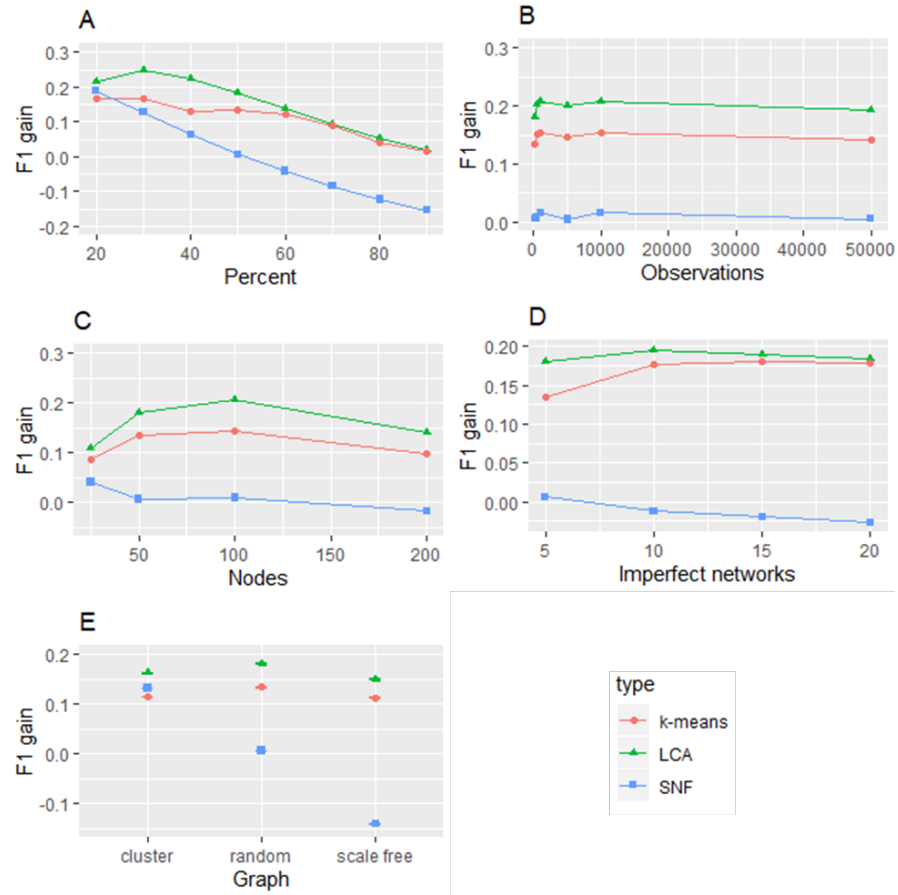 A
F1 gain
0.3
0.2
0.1
0.0
-0.1
-0.2
20
40
60
80
Percent
B
F1 gain
0.3
0.2
0.1
0.0
0
10000
20000
30000
40000
50000
Observations
C
F1 gain
0.3
0.2
0.1
0.0
50
100
150
200
Nodes
D
F1 gain
0.20
0.15
0.10
0.05
0.00
5
10
15
20
Imperfect networks
E
F1 gain
0.2
0.1
0.0
-0.1
cluster
random
scale free
Graph
type
k-means
LCA
SNF